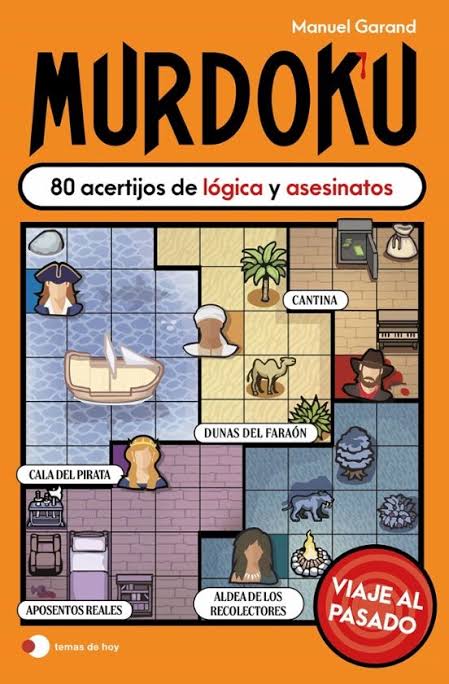 Manuel Garand
MURDOKU
80 acertijos de lógica y asesinatos
CANTINA
DUNAS DEL FARAÓN
CALA DEL PIRATA
APOSENTOS REALES
ALDEA DE LOS
RECOLECTORES
VIAJE AL
PASADO
temas de hoy